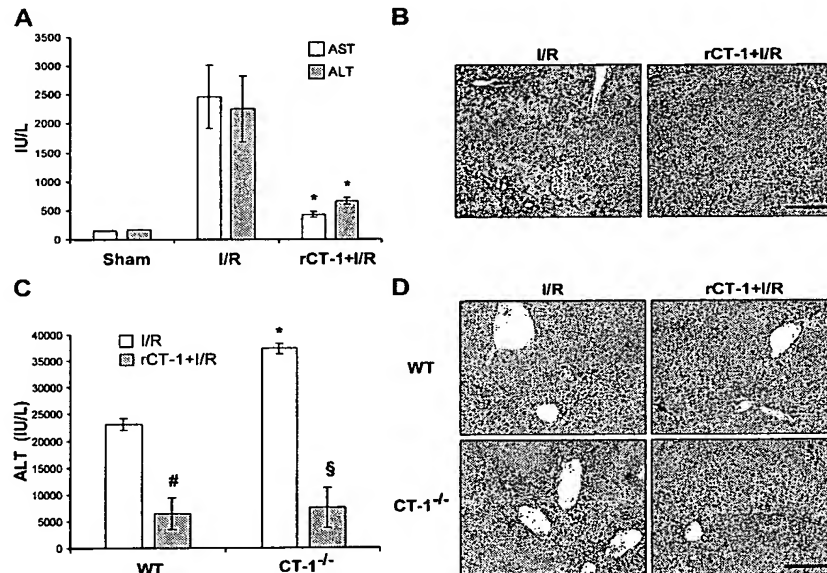 A
3500
3000
2500
2000
1500
1000
500
0
IU/L
AST
ALT
*
*
Sham
I/R
rCT-1+I/R
B
I/R
rCT-1+I/R
C
40000
35000
30000
25000
20000
15000
10000
5000
0
ALT (IU/L)
I/R
rCT-1+I/R
#
*
§
WT
CT-1-/-
D
I/R
rCT-1+I/R
WT
CT-1-/-